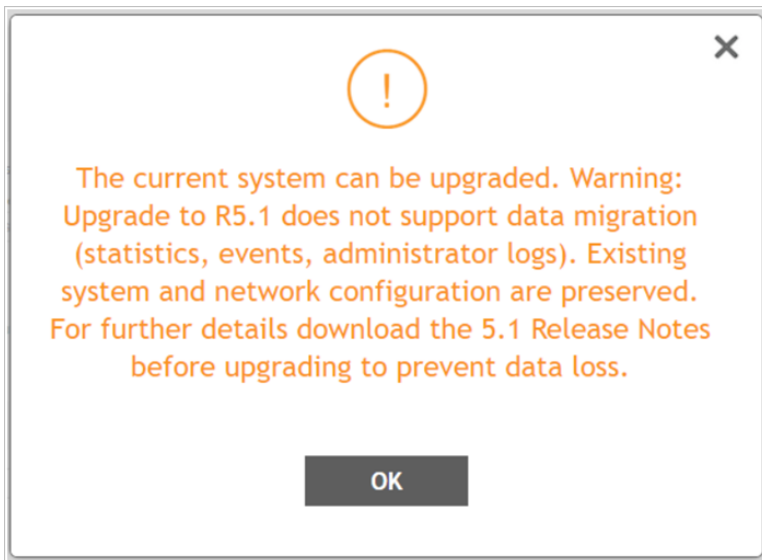 The current system can be upgraded. Warning:
Upgrade to R5.1 does not support data migration
(statistics, events, administrator logs). Existing
system and network configuration are preserved.
For further details download the 5.1 Release Notes
before upgrading to prevent data loss.
OK